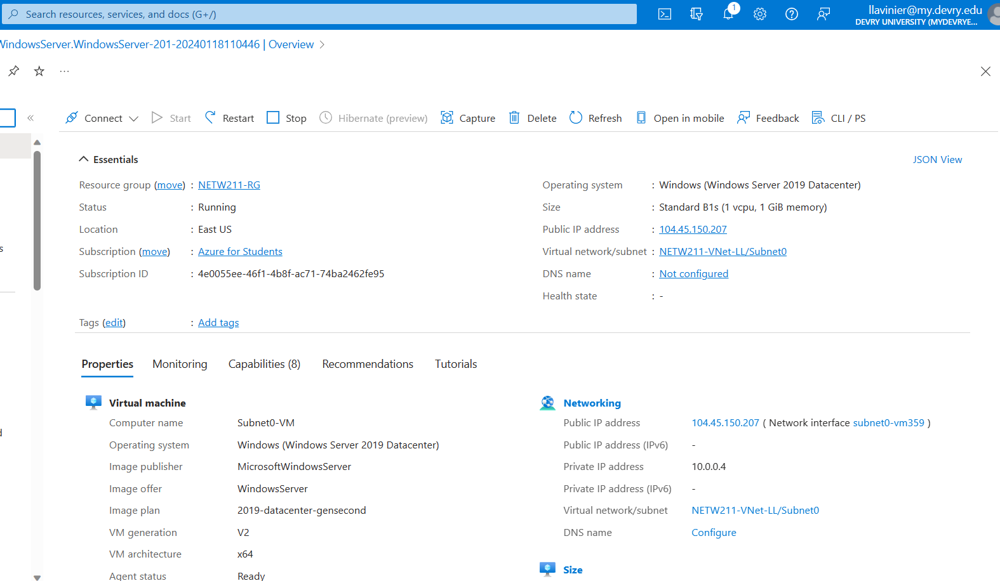 Search resources, services, and docs (G+/)
1
llavinier@my.devry.edu
DEVRY UNIVERSITY (MYDEVRYE...
WindowsServer.WindowsServer-201-20240118110446 | Overview
...
Connect Start Restart Stop Hibernate (preview) Capture Delete Refresh Open in mobile Feedback CLI / PS
Essentials
JSON View
Resource group (move) : NETW211-RG
Status : Running
Location : East US
Subscription (move) : Azure for Students
Subscription ID : 4e0055ee-46f1-4b8f-ac71-74ba2462fe95
Operating system : Windows (Windows Server 2019 Datacenter)
Size : Standard B1s (1 vcpu, 1 GiB memory)
Public IP address : 104.45.150.207
Virtual network/subnet : NETW211-VNet-LL/Subnet0
DNS name : Not configured
Health state : -
Tags (edit) : Add tags
s
d
Properties Monitoring Capabilities (8) Recommendations Tutorials
Virtual machine
Computer name Subnet0-VM
Operating system Windows (Windows Server 2019 Datacenter)
Image publisher MicrosoftWindowsServer
Image offer WindowsServer
Image plan 2019-datacenter-gensecond
VM generation V2
VM architecture x64
Agent status Ready
Networking
Public IP address 104.45.150.207 ( Network interface subnet0-vm359 )
Public IP address (IPv6) -
Private IP address 10.0.0.4
Private IP address (IPv6) -
Virtual network/subnet NETW211-VNet-LL/Subnet0
DNS name Configure
Size